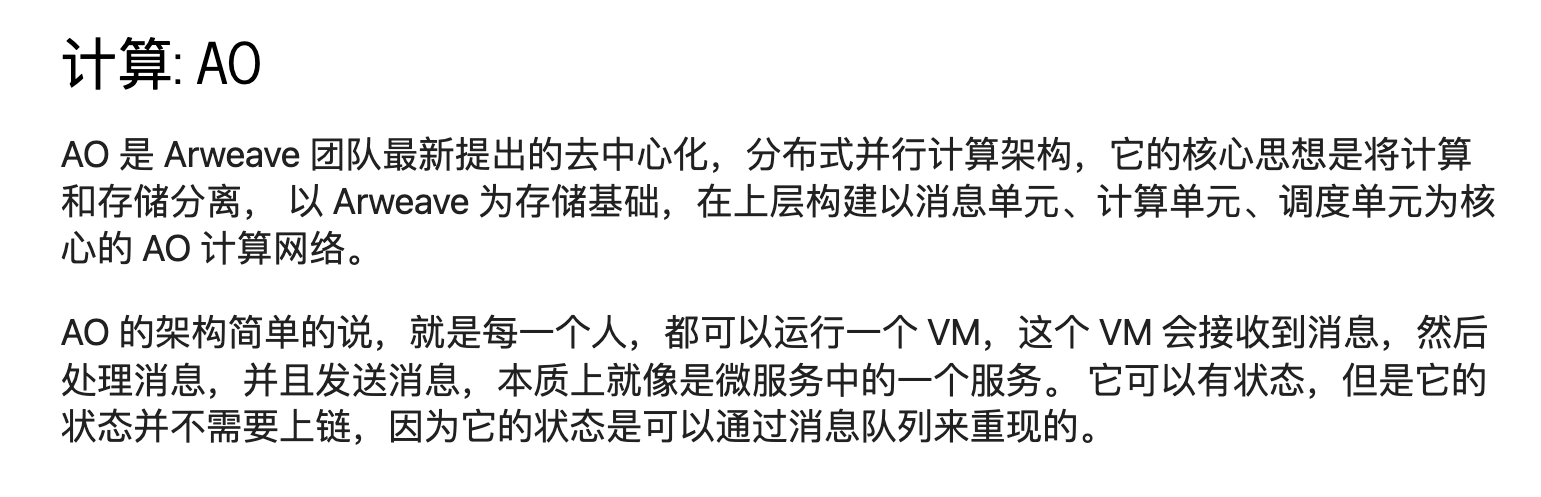 计算: AO
AO 是 Arweave 团队最新提出的去中心化，分布式并行计算架构，它的核心思想是将计算
和存储分离， 以 Arweave 为存储基础，在上层构建以消息单元、计算单元、调度单元为核
心的 AO 计算网络。
AO 的架构简单的说，就是每一个人，都可以运行一个 VM，这个 VM 会接收到消息，然后
处理消息，并且发送消息，本质上就像是微服务中的一个服务。 它可以有状态，但是它的
状态并不需要上链，因为它的状态是可以通过消息队列来重现的。